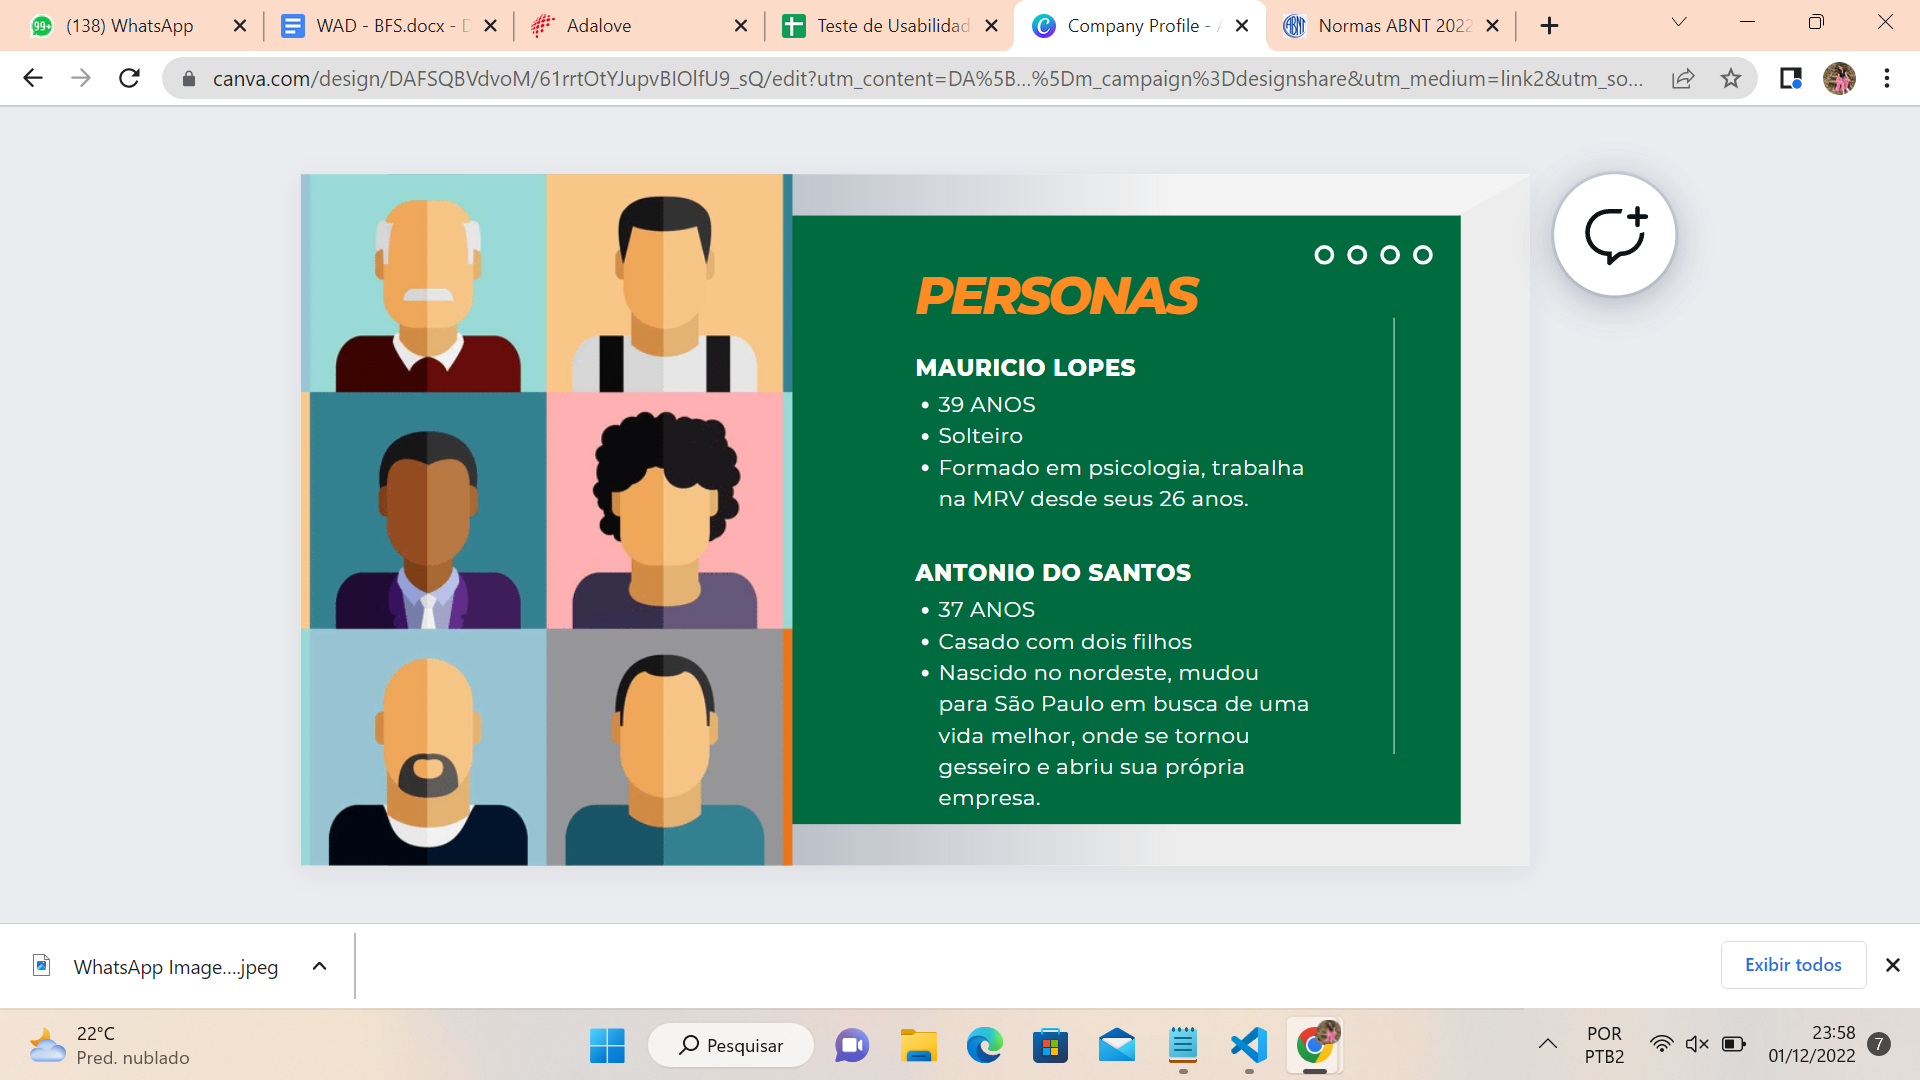 99+
(138) WhatsApp
WAD - BFS.docx - D
Adalove
Teste de Usabilidad
Company Profile - A
ABNT
Normas ABNT 2022
canva.com/design/DAFSQBVdvoM/61rrtOtYJupvBIOlfU9_sQ/edit?utm_content=DA%5B...%5Dm_campaign%3Ddesignshare&utm_medium=link2&utm_so...
PERSONAS
MAURICIO LOPES
• 39 ANOS
• Solteiro
• Formado em psicologia, trabalha
na MRV desde seus 26 anos.
ANTONIO DO SANTOS
• 37 ANOS
• Casado com dois filhos
• Nascido no nordeste, mudou
para São Paulo em busca de uma
vida melhor, onde se tornou
gesseiro e abriu sua própria
empresa.
WhatsApp Image....jpeg
Exibir todos
22°C
Pred. nublado
Pesquisar
POR
PTB2
23:58
01/12/2022
7